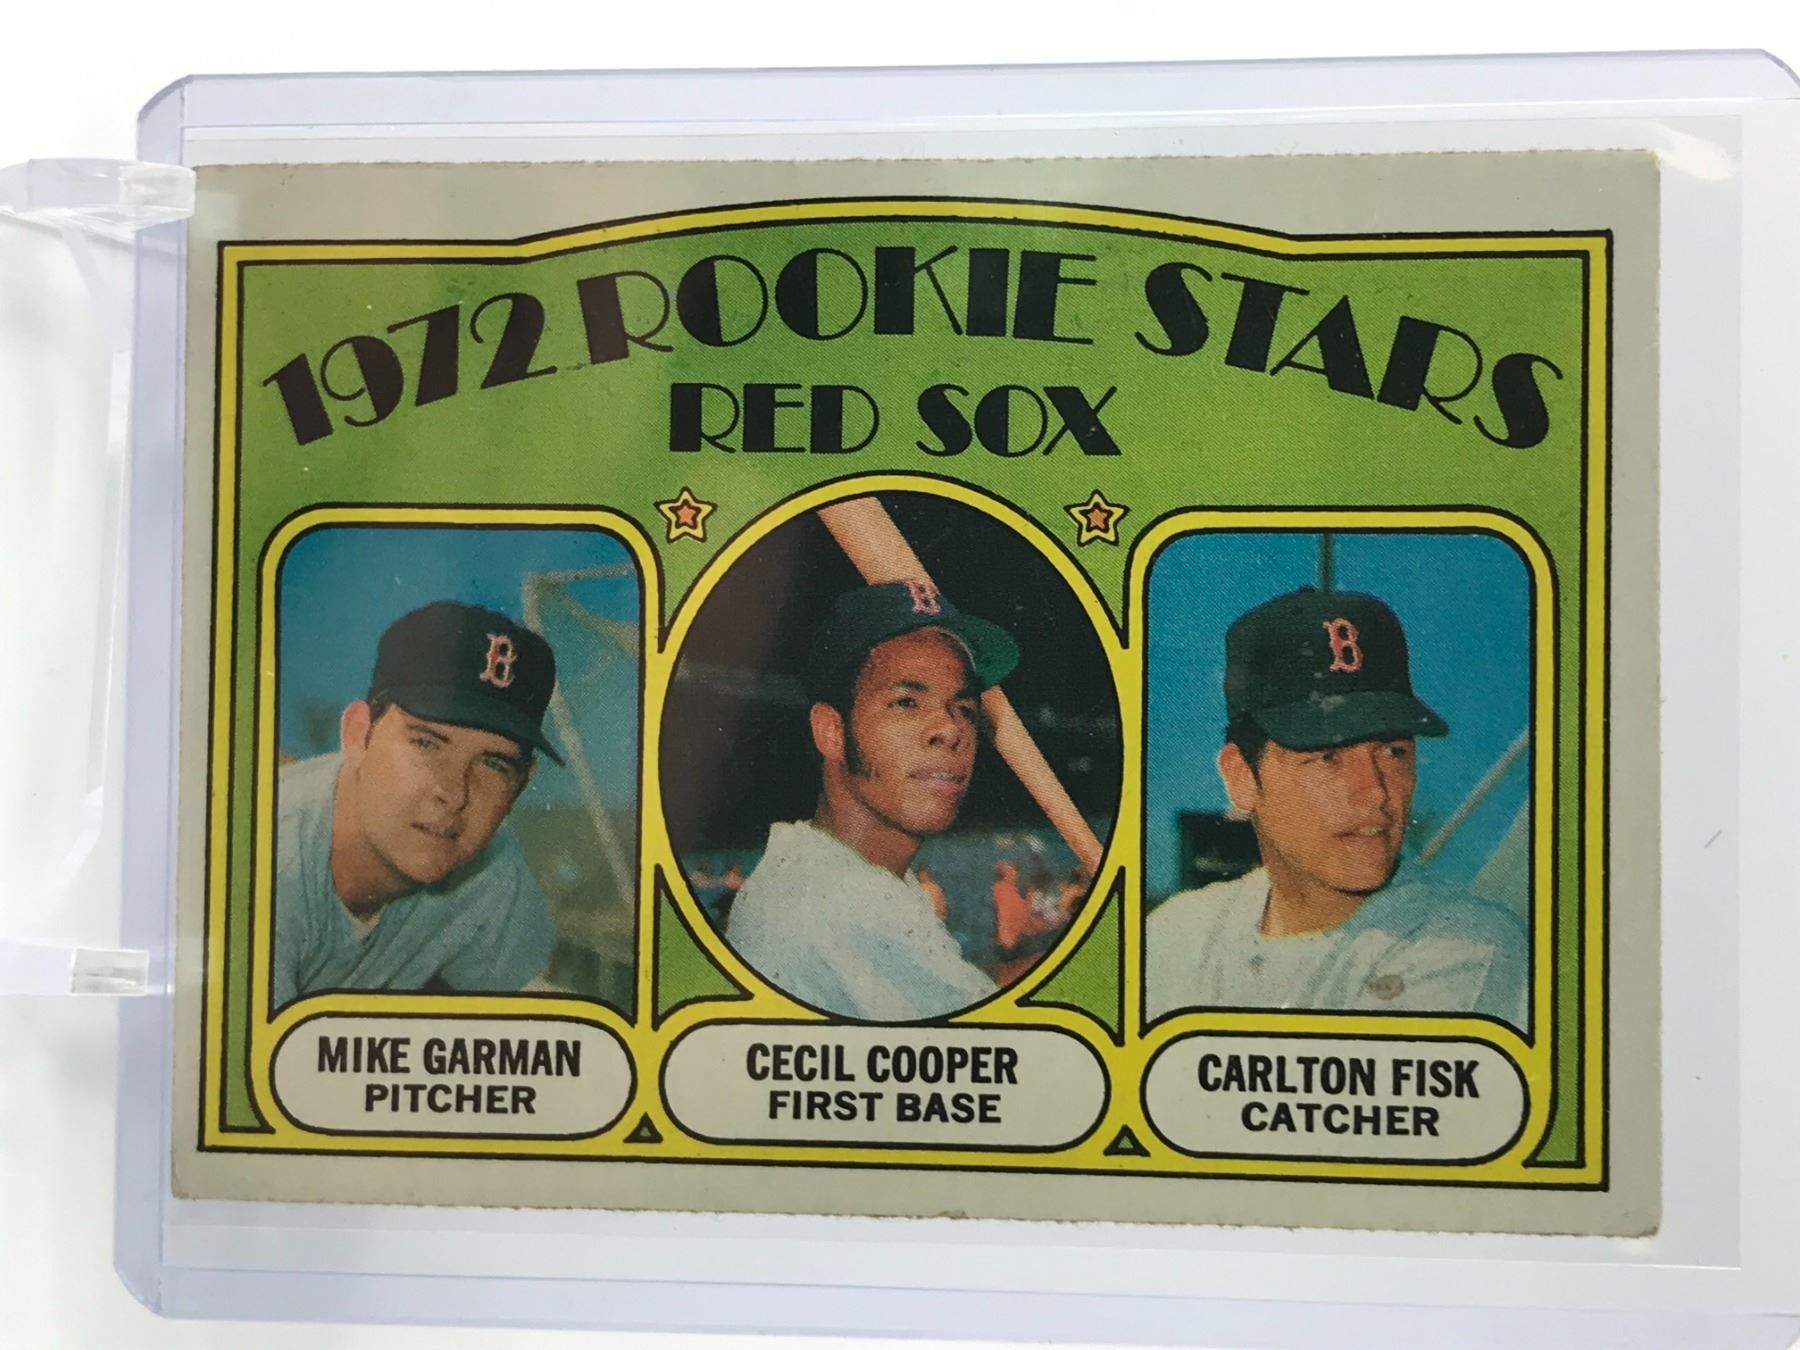 1972 ROOKIE STARS
RED SOX
B
B
B
MIKE GARMAN
PITCHER
CECIL COOPER
FIRST BASE
CARLTON FISK
CATCHER